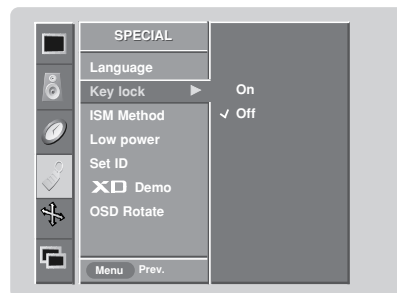 SPECIAL
Language
Key lock ▶ On
ISM Method ✓ Off
Low power
Set ID
XD Demo
OSD Rotate
Menu Prev.